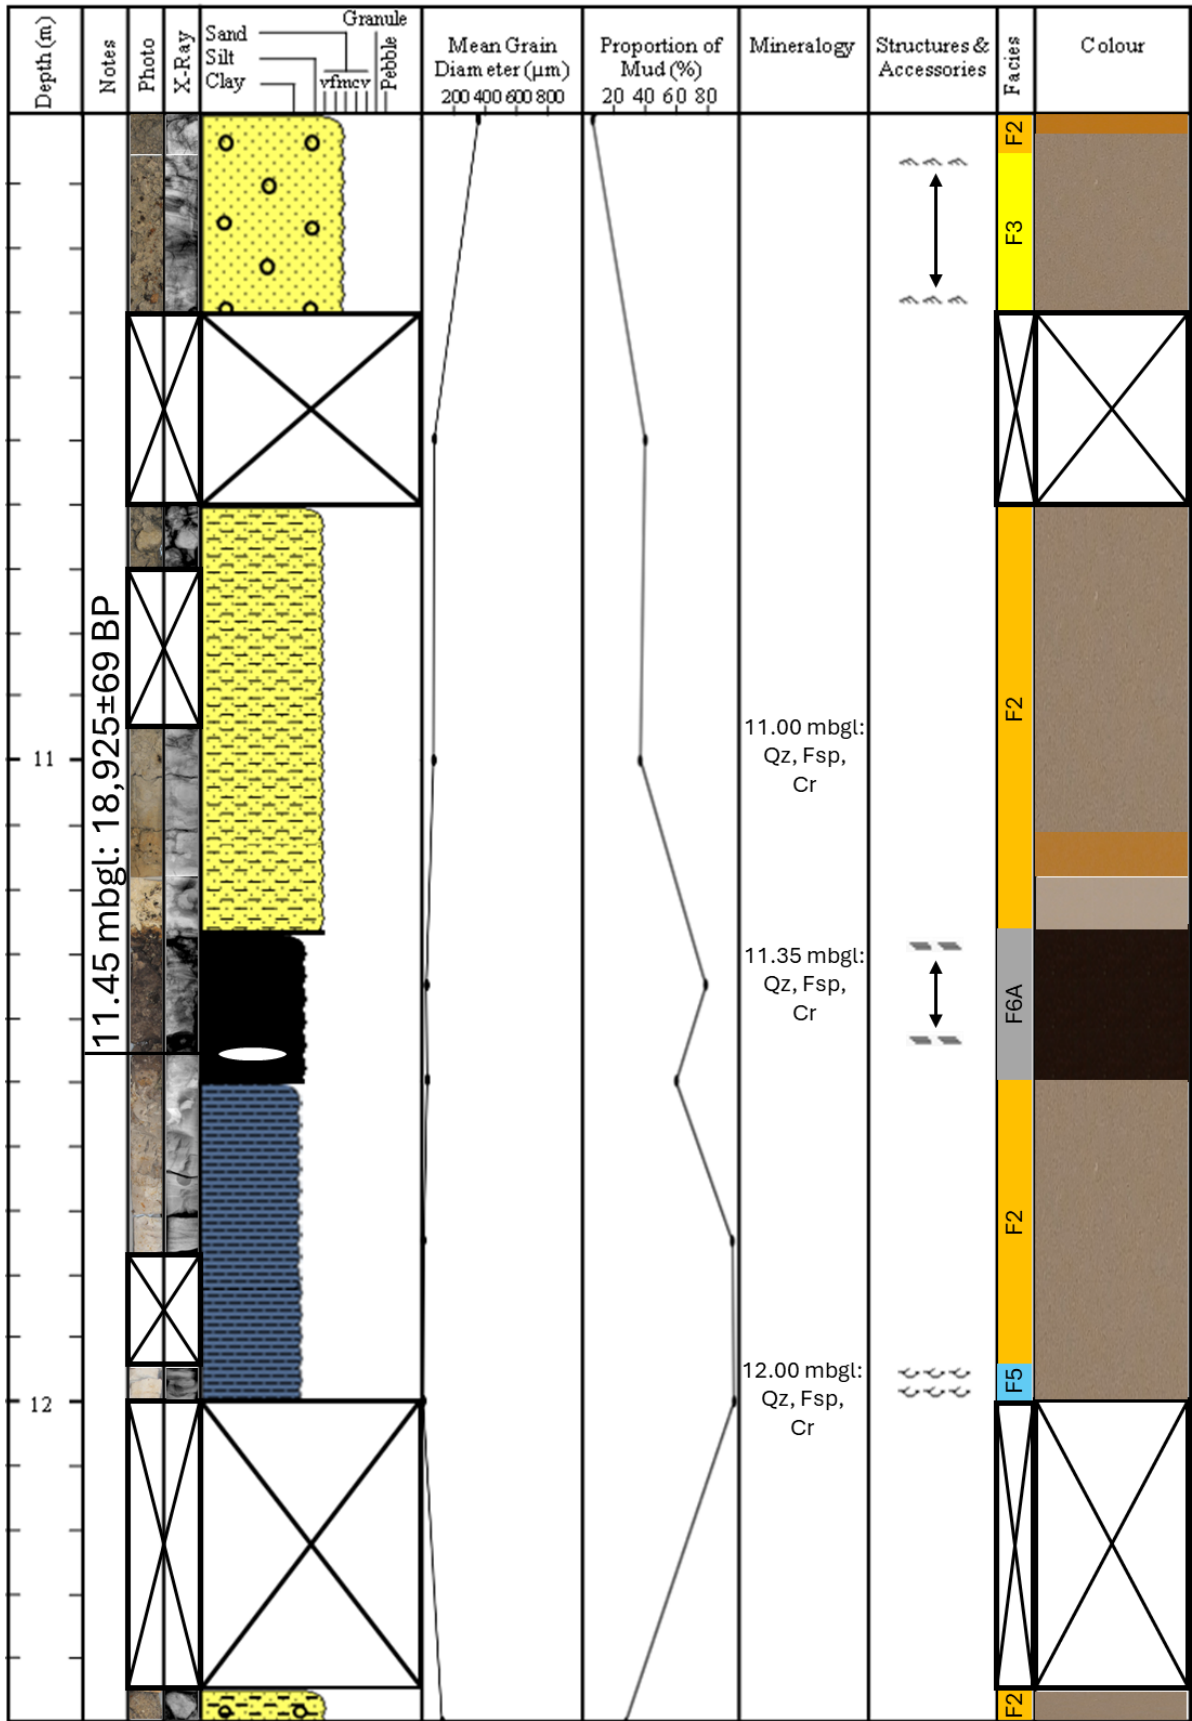 Depth (m)
Notes
Photo
X-Ray
Granule
Sand
Silt
Clay
vfmcv
Pebble
Mean Grain
Diameter (µm)
200 400 600 800
Proportion of
Mud (%)
20 40 60 80
Mineralogy
Structures &
Accessories
Facies
Colour
F2
F3
11.45 mbgl: 18,925±69 BP
11
11.00 mbgl:
Qz, Fsp,
Cr
F2
11.35 mbgl:
Qz, Fsp,
Cr
F6A
F2
12
12.00 mbgl:
Qz, Fsp,
Cr
F5
F2